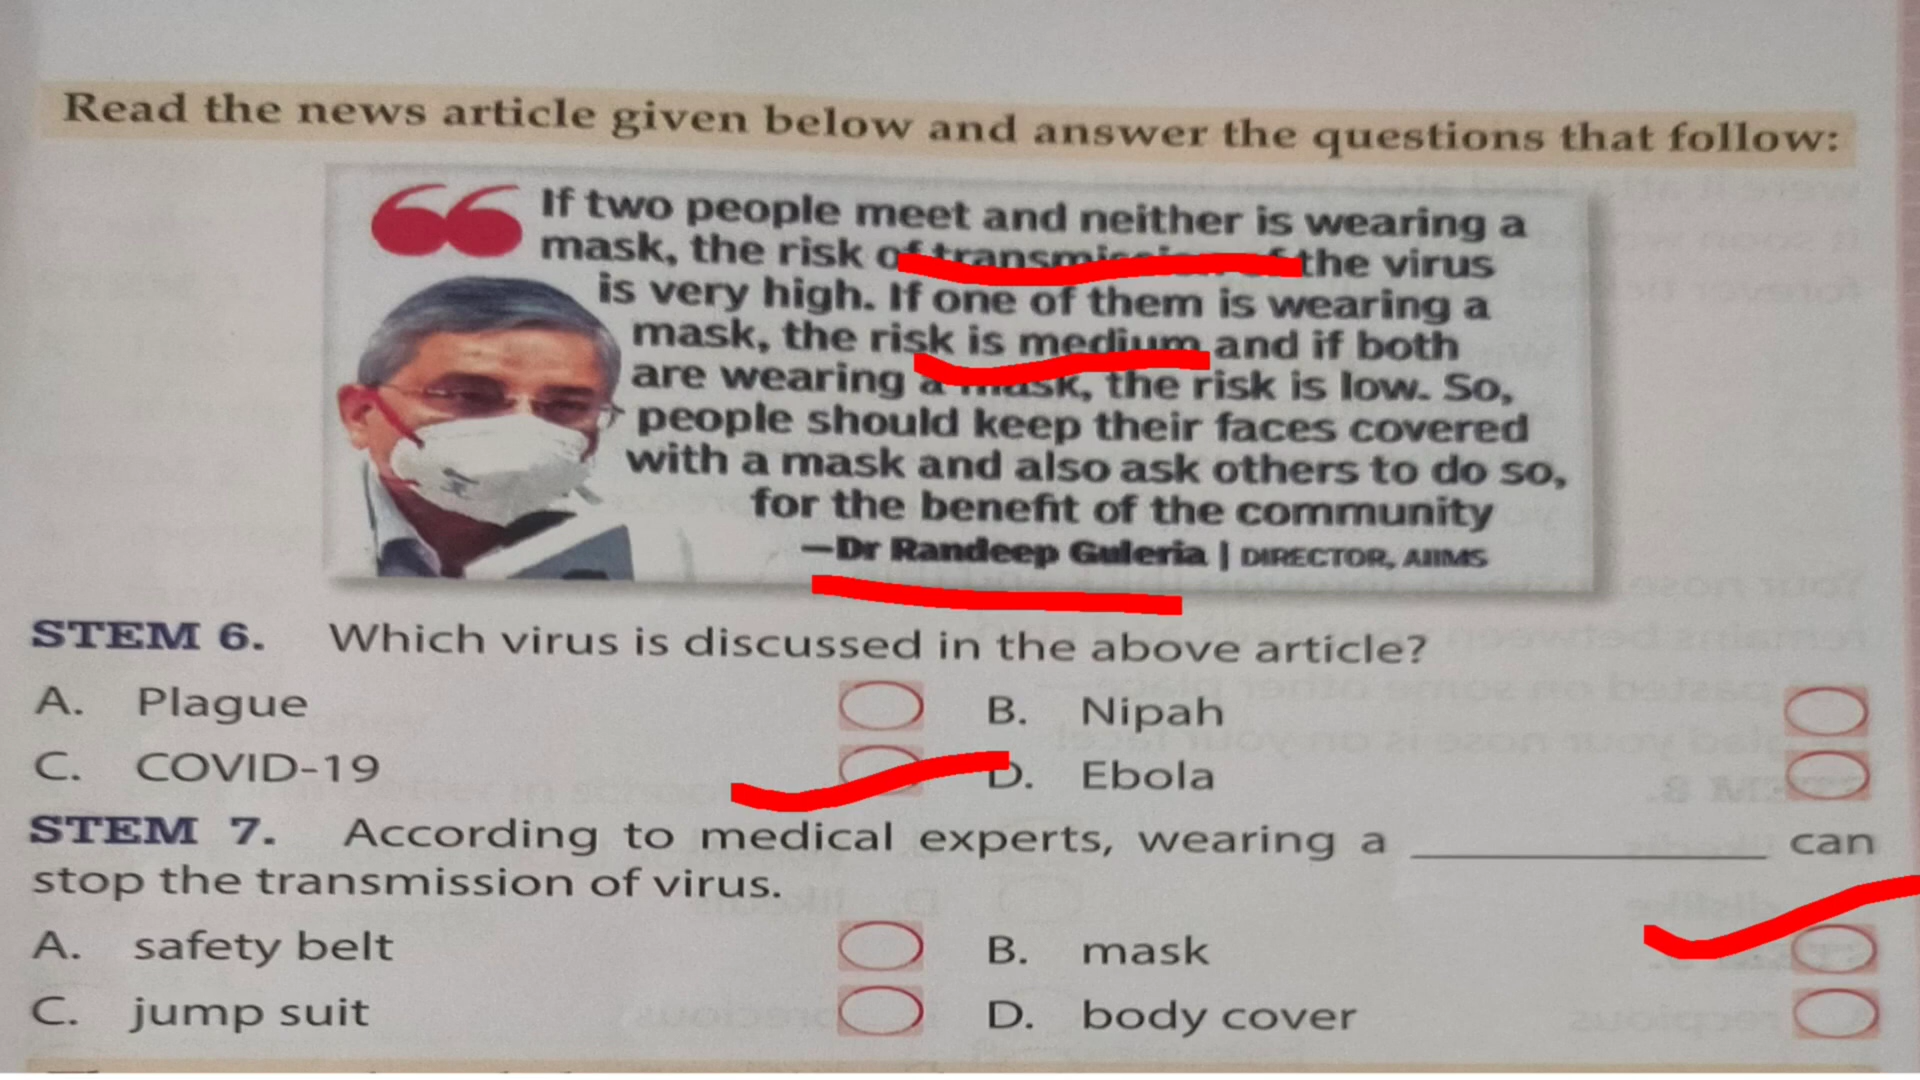 Read the news article given below and answer the questions that follow:
If two people meet and neither is wearing a
mask, the risk of transmission of the virus
is very high. If one of them is wearing a
mask, the risk is medium and if both
are wearing a mask, the risk is low. So,
people should keep their faces covered
with a mask and also ask others to do so,
for the benefit of the community
—Dr Randeep Guleria | DIRECTOR, AIIMS
STEM 6. Which virus is discussed in the above article?
A. Plague B. Nipah
C. COVID-19 D. Ebola
STEM 7. According to medical experts, wearing a ____________ can
stop the transmission of virus.
A. safety belt B. mask
C. jump suit D. body cover